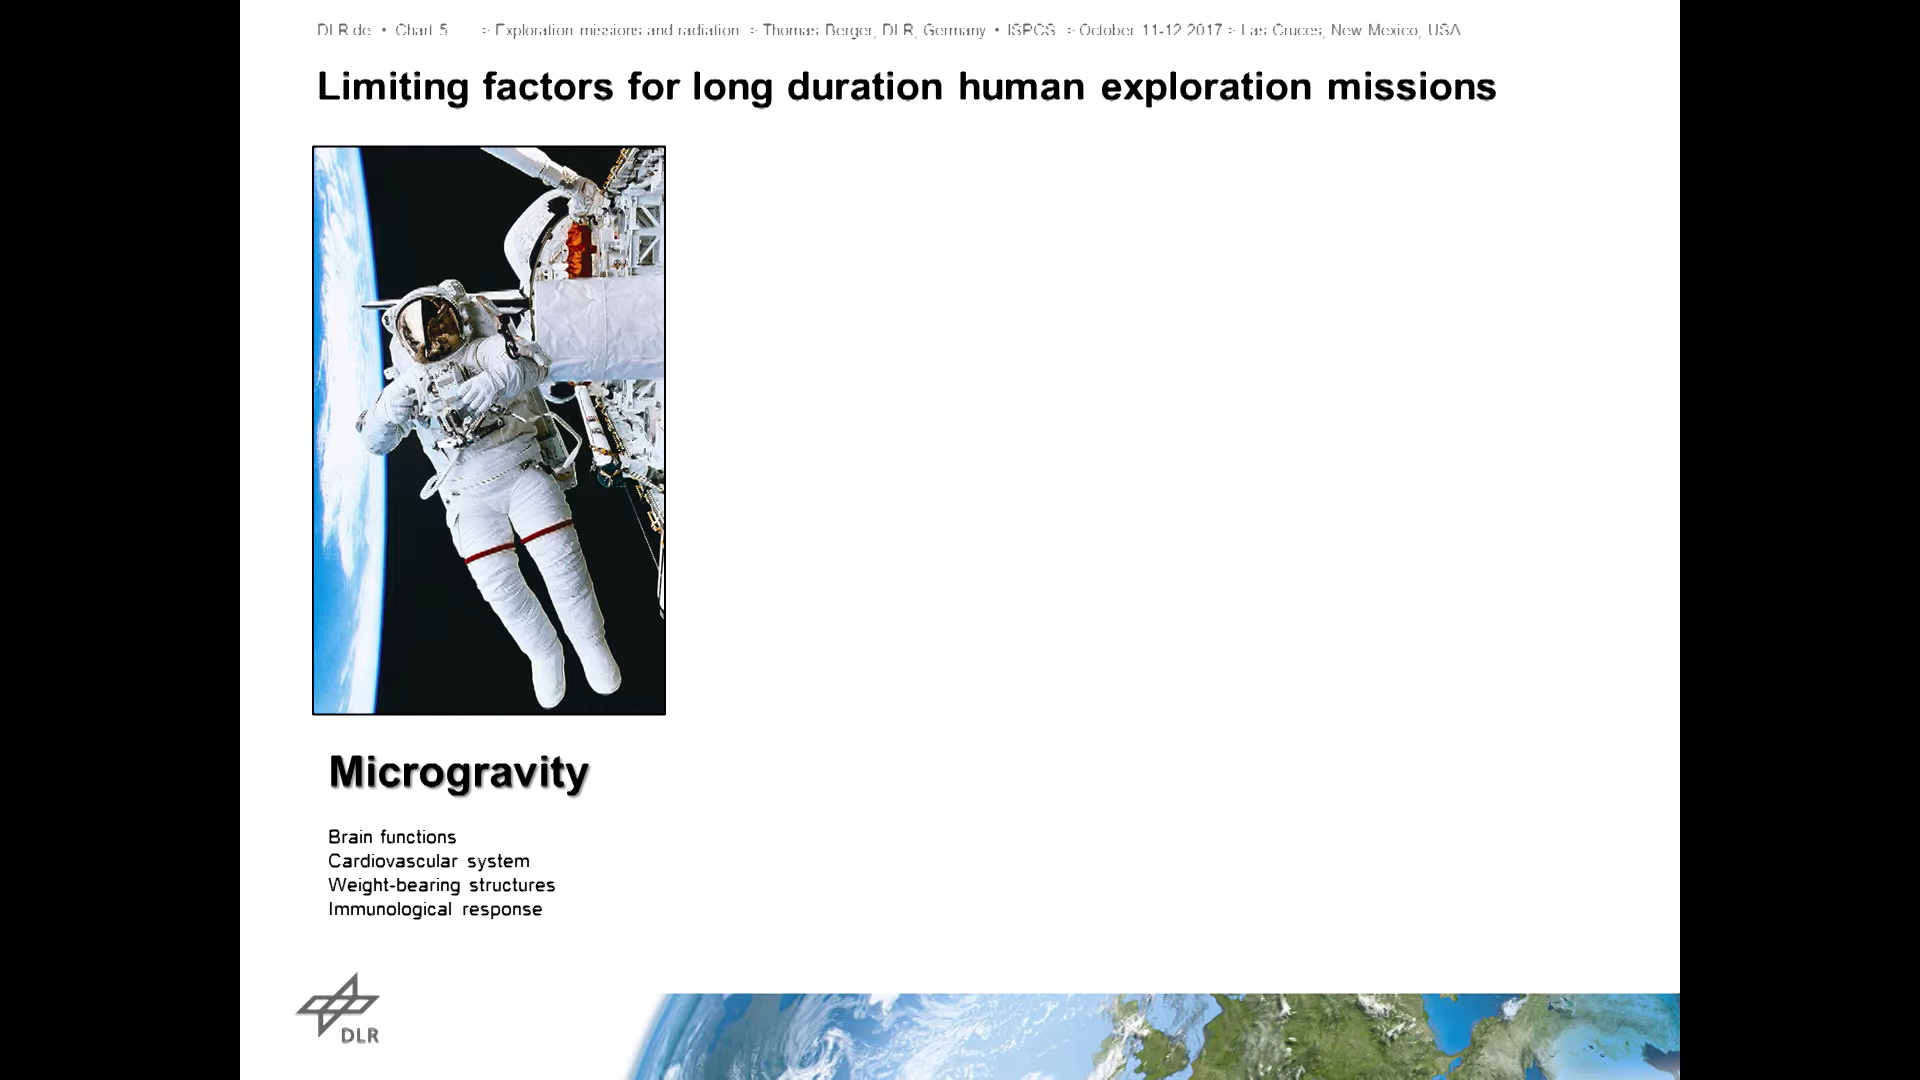 DLR.de • Chart 5 > Exploration missions and radiation > Thomas Berger, DLR, Germany • ISPCS > October 11-12 2017 > Las Cruces, New Mexico, USA
Limiting factors for long duration human exploration missions
Microgravity
Brain functions
Cardiovascular system
Weight-bearing structures
Immunological response
DLR